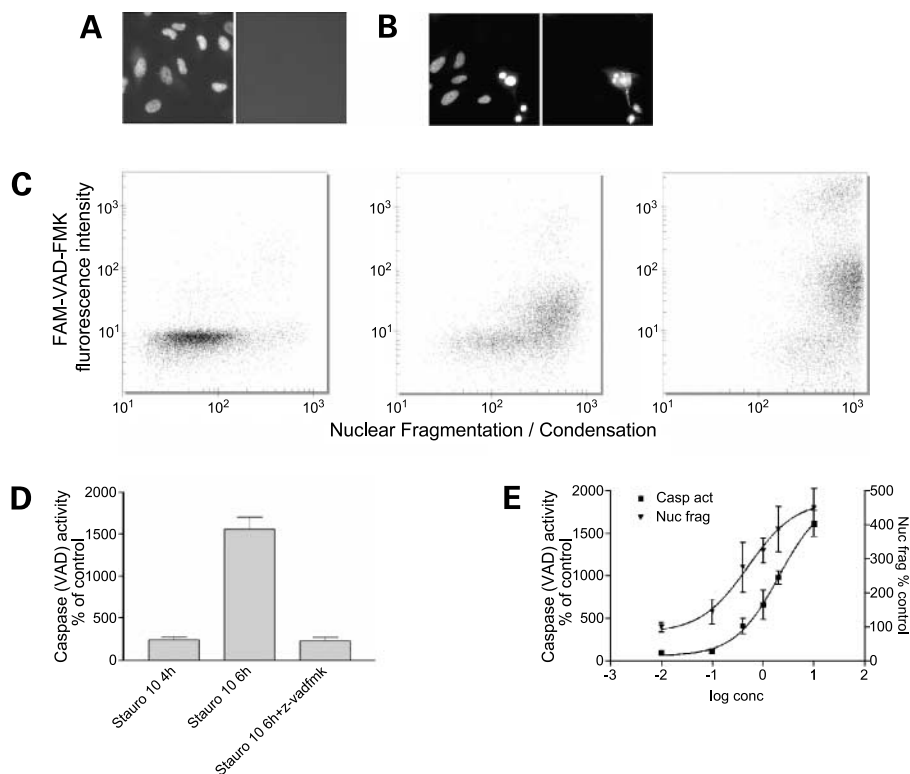 A
B
C
FAM-VAD-FMK
flurorescence intensity
10³
10²
10¹
10³
10²
10¹
10³
10²
10¹
10¹ 10² 10³
10¹ 10² 10³
10¹ 10² 10³
Nuclear Fragmentation / Condensation
D
Caspase (VAD) activity
% of control
2000
1500
1000
500
0
Stauro 10 4h
Stauro 10 6h
Stauro 10 6h+z-vadfmk
E
Caspase (VAD) activity
% of control
2000
1500
1000
500
0
Casp act
Nuc frag
500
400
300
200
100
0
Nuc frag % control
-3 -2 -1 0 1 2
log conc